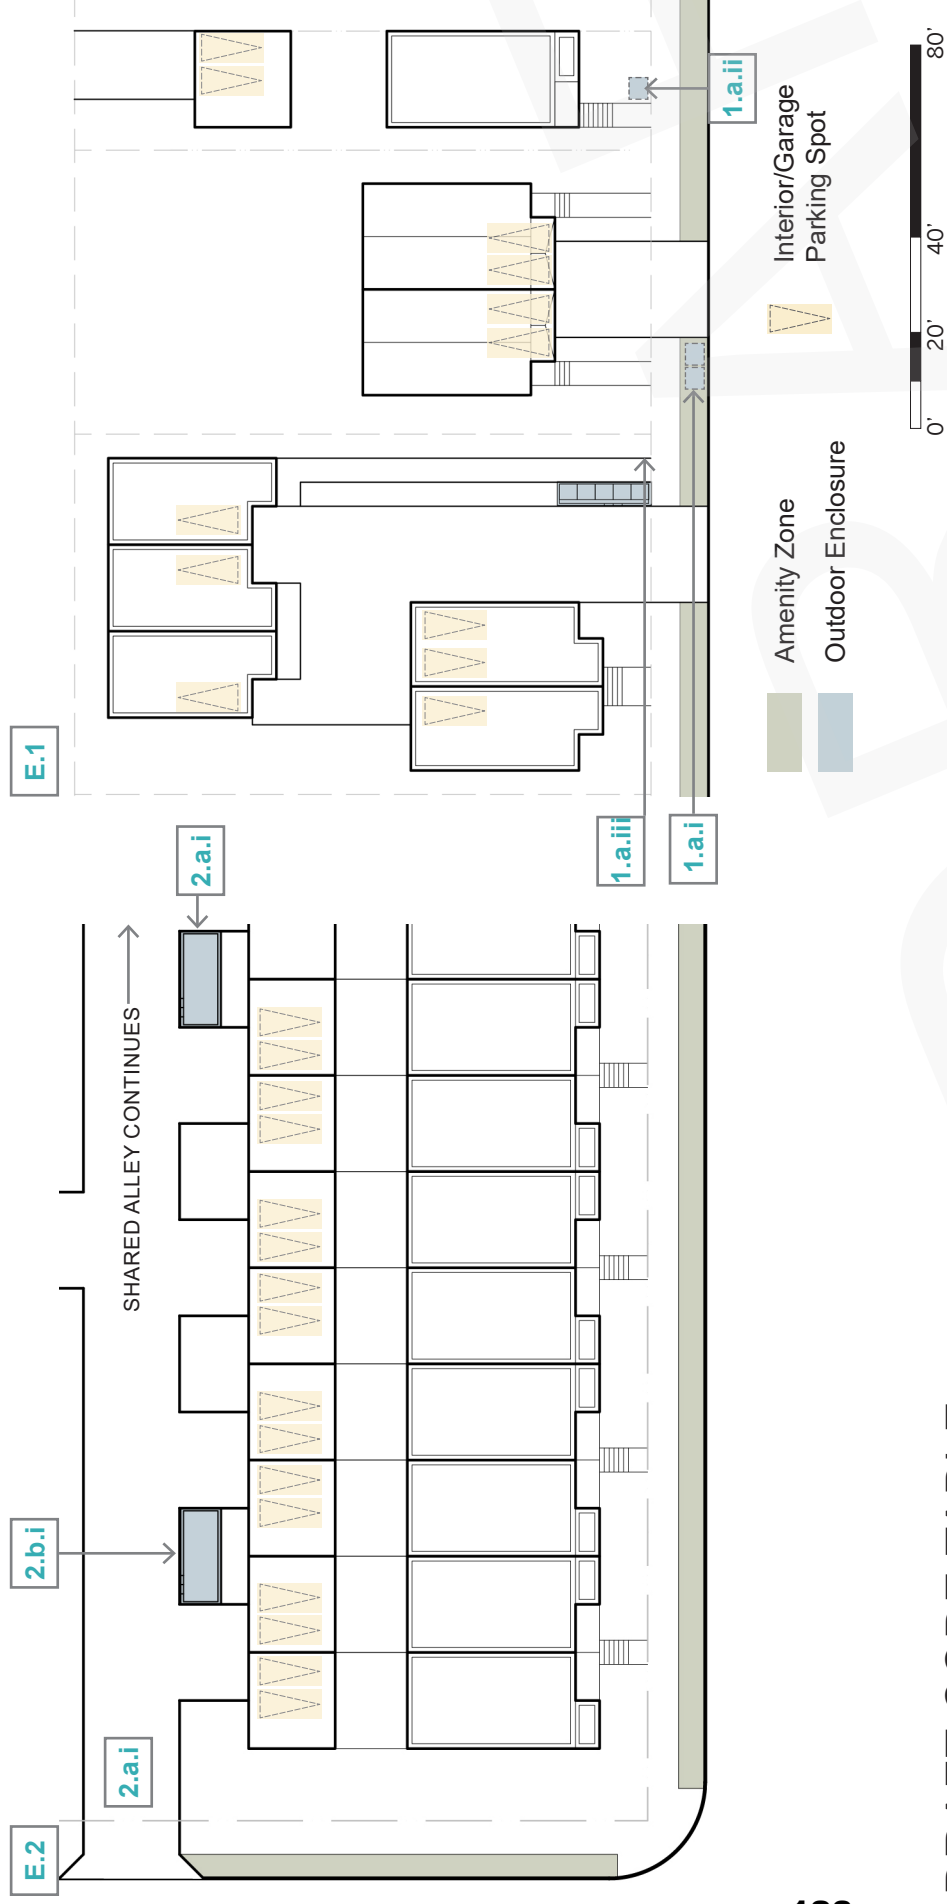 E.1
E.2
2.a.i
2.b.i
2.a.i
SHARED ALLEY CONTINUES
1.a.iii
1.a.i
1.a.ii
Amenity Zone
Outdoor Enclosure
Interior/Garage
Parking Spot
0'
20'
40'
80'